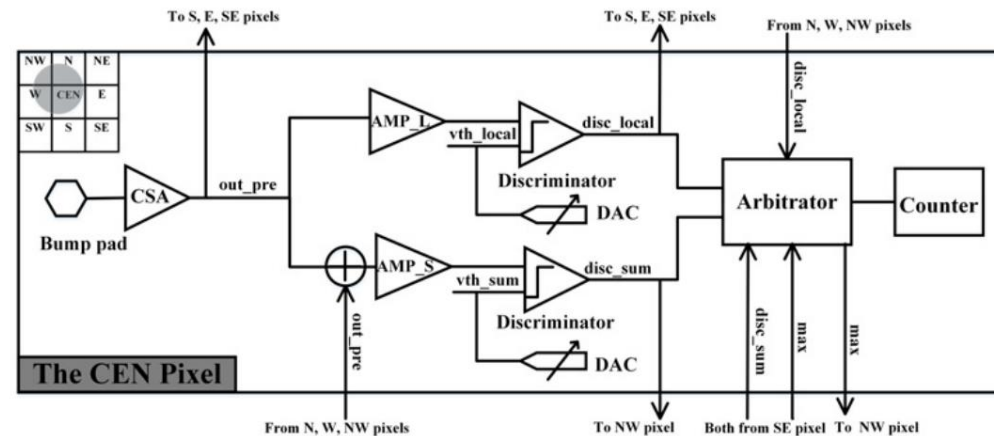 To S, E, SE pixels
To S, E, SE pixels
From N, W, NW pixels
NW N NE
W CEN E
SW S SE
disc_local
AMP_L
vth_local
disc_local
CSA
out_pre
Discriminator
DAC
Arbitrator
Counter
Bump pad
AMP_S
vth_sum
disc_sum
out_pre
Discriminator
DAC
disc_sum
max
max
The CEN Pixel
From N, W, NW pixels
To NW pixel
Both from SE pixel
To NW pixel